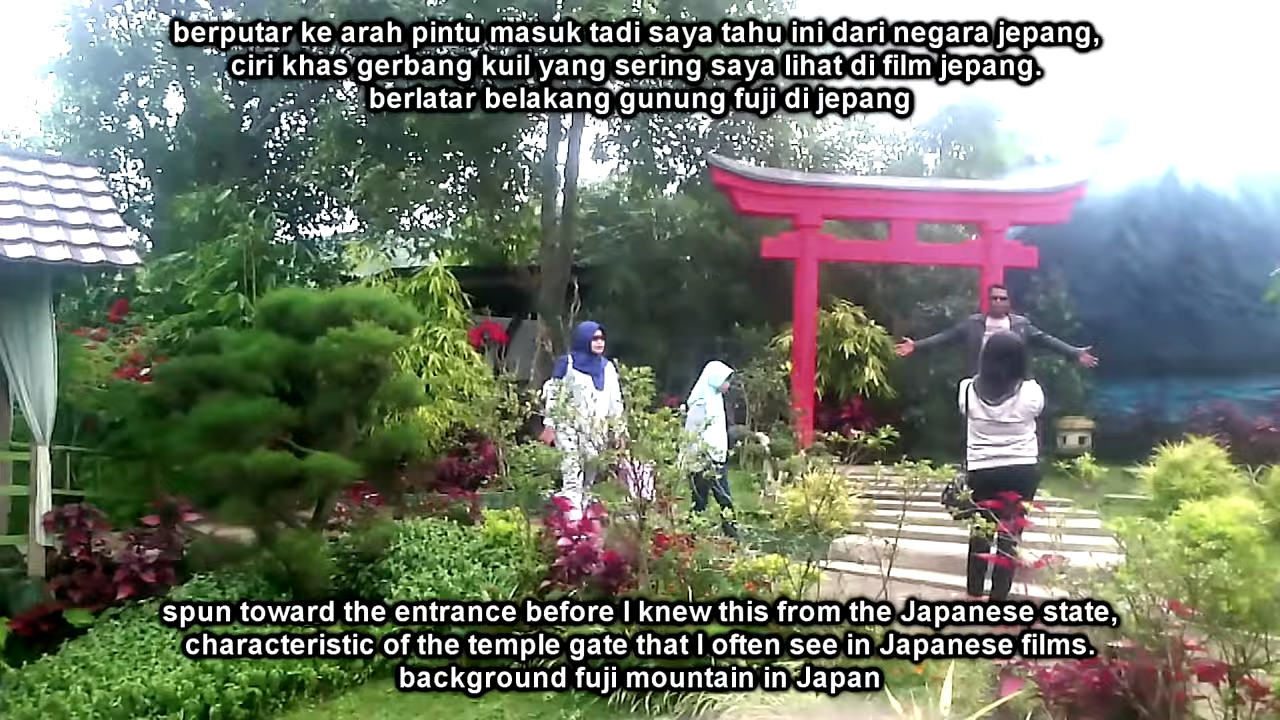 berputar ke arah pintu masuk tadi saya tahu ini dari negara jepang,
ciri khas gerbang kuil yang sering saya lihat di film jepang.
berlatar belakang gunung fuji di jepang
spun toward the entrance before I knew this from the Japanese state,
characteristic of the temple gate that I often see in Japanese films.
background fuji mountain in Japan